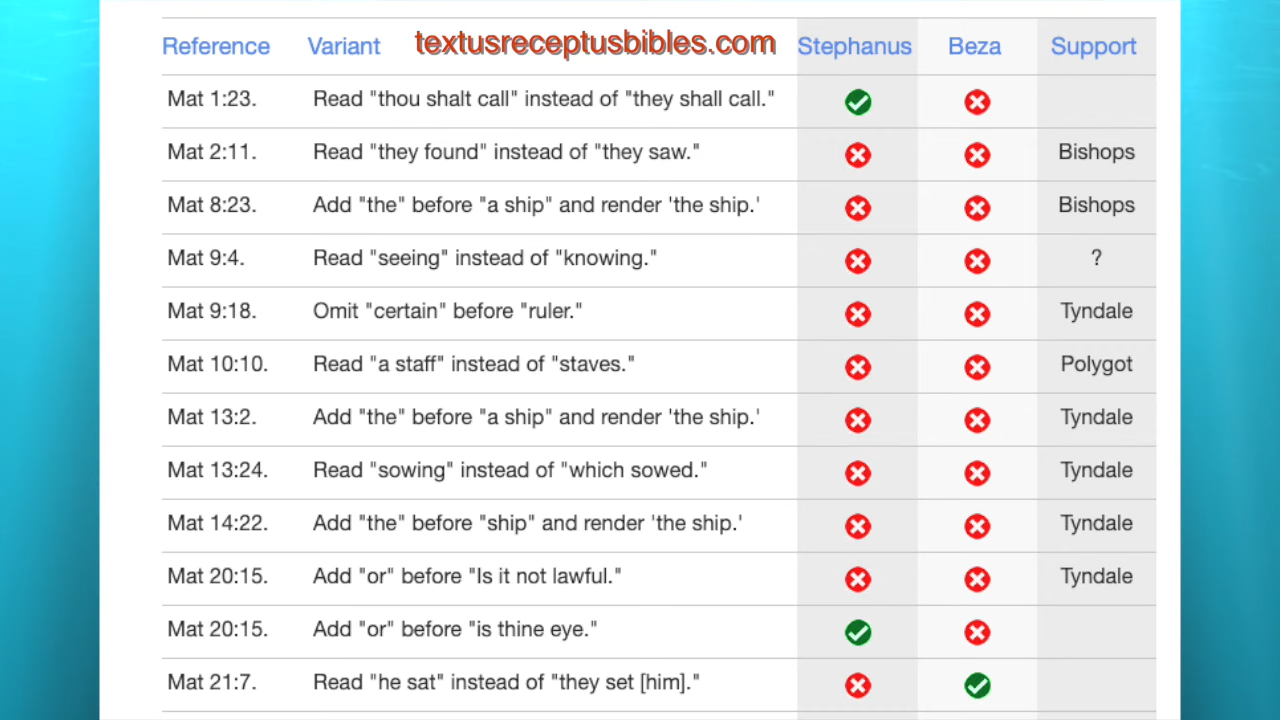 Reference Variant textusreceptusbibles.com Stephanus Beza Support
Mat 1:23. Read "thou shalt call" instead of "they shall call."
Mat 2:11. Read "they found" instead of "they saw." Bishops
Mat 8:23. Add "the" before "a ship" and render 'the ship.' Bishops
Mat 9:4. Read "seeing" instead of "knowing." ?
Mat 9:18. Omit "certain" before "ruler." Tyndale
Mat 10:10. Read "a staff" instead of "staves." Polygot
Mat 13:2. Add "the" before "a ship" and render 'the ship.' Tyndale
Mat 13:24. Read "sowing" instead of "which sowed." Tyndale
Mat 14:22. Add "the" before "ship" and render 'the ship.' Tyndale
Mat 20:15. Add "or" before "Is it not lawful." Tyndale
Mat 20:15. Add "or" before "is thine eye."
Mat 21:7. Read "he sat" instead of "they set [him]."